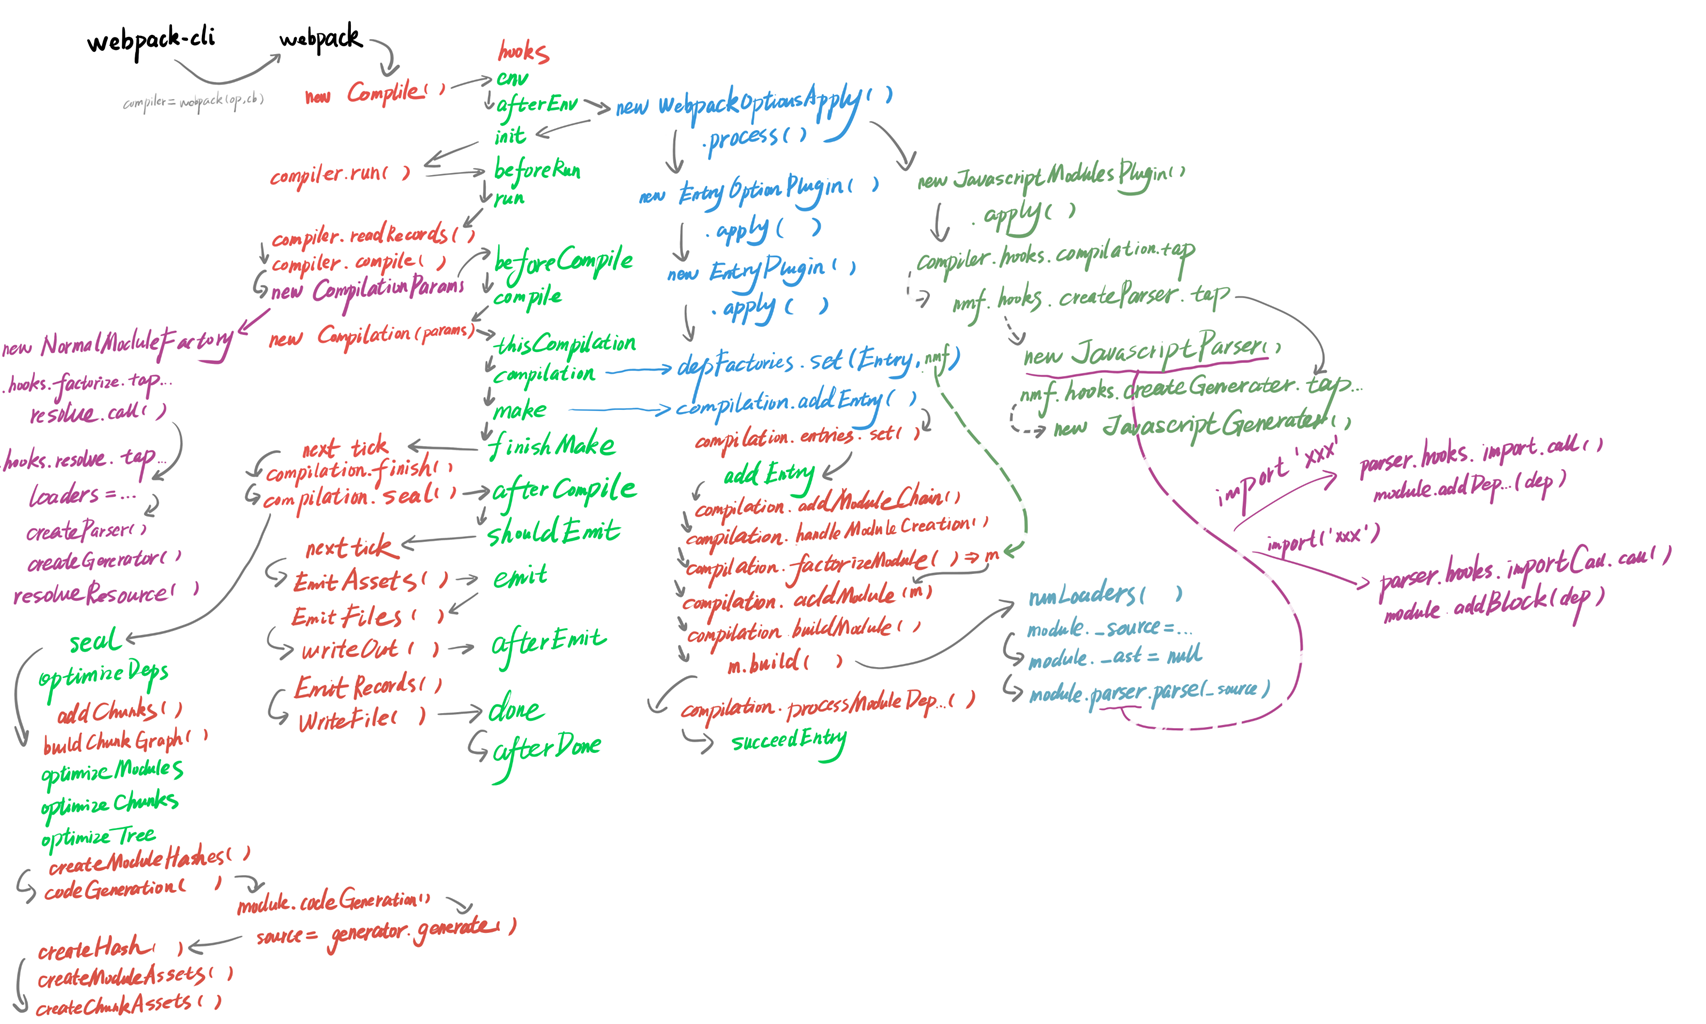 webpack-cli
compiler=webpack(op,cb)
webpack
new Complile()
hooks
env
afterEnv
init
compiler.run()
beforeRun
run
compiler.readRecords()
compiler.compile()
new CompilationParams
beforeCompile
compile
new Compilation(params)
thisCompilation
compilation
make
finishMake
next tick
compilation.finish()
compilation.seal()
afterCompile
shouldEmit
next tick
EmitAssets()
emit
EmitFiles()
writeOut()
afterEmit
EmitRecords()
WriteFile()
done
afterDone
new NormalModuleFactory
.hooks.factorize.tap...
resolve.call()
.hooks.resolve.tap...
loaders=...
createParser()
createGenerator()
resolveResource()
seal
optimizeDeps
addChunks()
buildChunkGraph()
optimizeModules
optimizeChunks
optimizeTree
createModuleHashes()
codeGeneration( )
module.codeGeneration()
source= generator.generate()
createHash( )
createModuleAssets()
createChunkAssets()
new WebpackOptionsApply()
.process()
new EntryOptionPlugin()
.apply( )
new EntryPlugin()
.apply( )
depFactories.set(Entry,nmf)
compilation.addEntry()
compilation.entries.set()
addEntry
compilation.addModuleChain()
compilation.handleModuleCreation()
compilation.factorizeModule()⇒m
compilation.addModule(m)
compilation.buildModule()
m.build( )
compilation.processModuleDep...()
succeedEntry
new JavascriptModulesPlugin()
.apply()
compiler.hooks.compilation.tap
nmf.hooks.createParser.tap
new JavascriptParser()
nmf.hooks.createGenerater.tap...
new JavascriptGenerater()
runLoaders( )
module._source=...
module._ast=null
module.parser.parse(_source)
import 'xxx'
parser.hooks.import.call()
module.addDep...(dep)
import('xxx')
parser.hooks.importCall.call()
module.addBlock(dep)